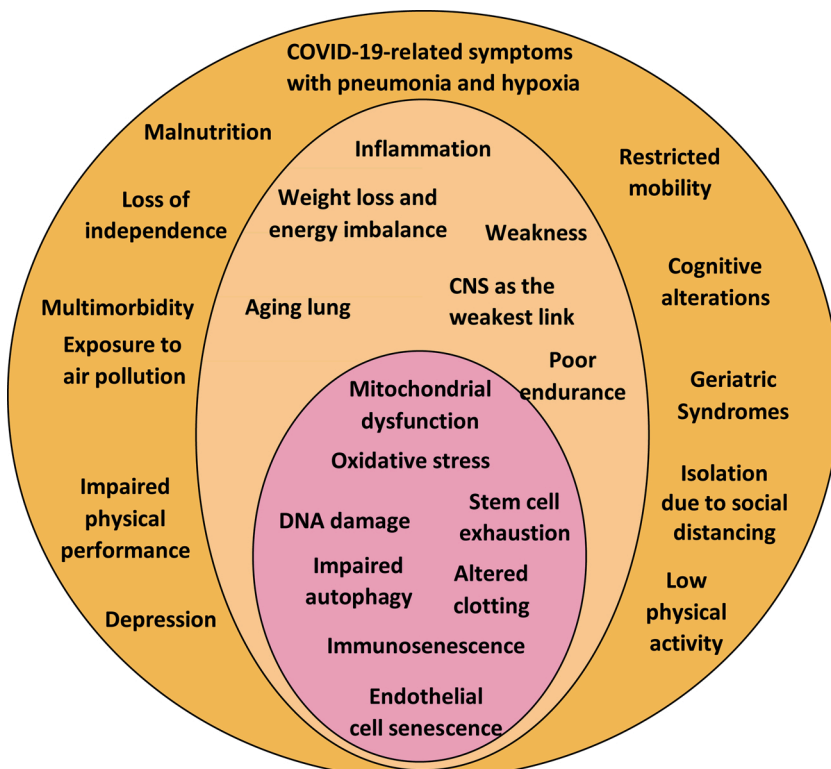 COVID-19-related symptoms
with pneumonia and hypoxia
Malnutrition
Inflammation
Restricted
mobility
Loss of
independence
Weight loss and
energy imbalance
Weakness
Cognitive
alterations
Multimorbidity
Aging lung
CNS as the
weakest link
Exposure to
air pollution
Poor
endurance
Geriatric
Syndromes
Mitochondrial
dysfunction
Oxidative stress
Isolation
due to social
distancing
Impaired
physical
performance
DNA damage
Stem cell
exhaustion
Impaired
autophagy
Altered
clotting
Low
physical
activity
Depression
Immunosenescence
Endothelial
cell senescence